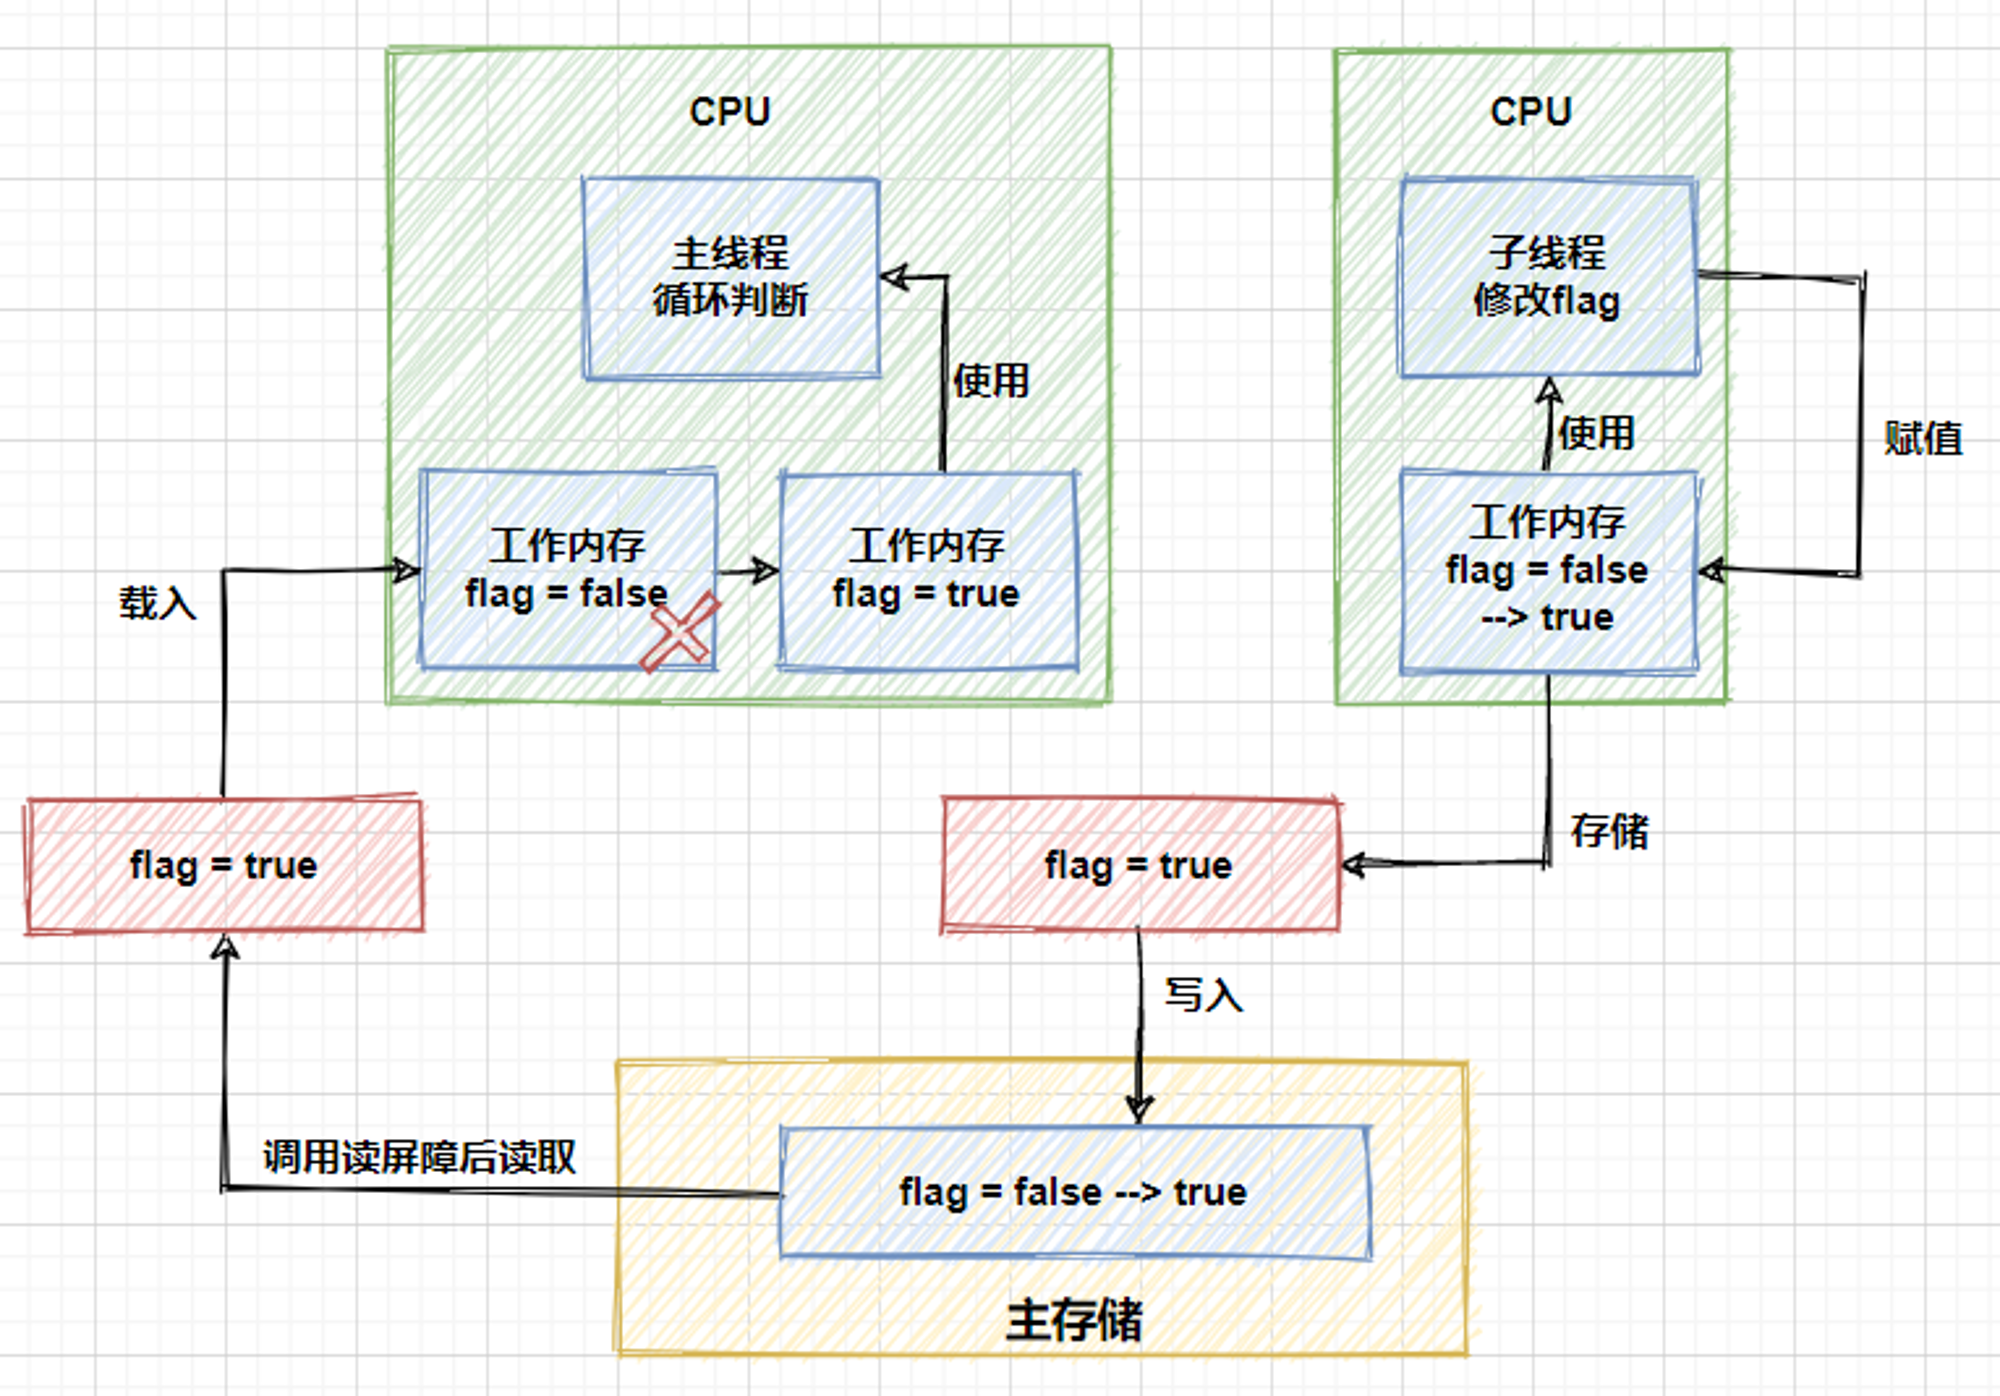 CPU
主线程
循环判断
使用
工作内存
flag = false
工作内存
flag = true
CPU
子线程
修改flag
使用
赋值
工作内存
flag = false
--> true
载入
flag = true
flag = true
存储
写入
调用读屏障后读取
flag = false --> true
主存储